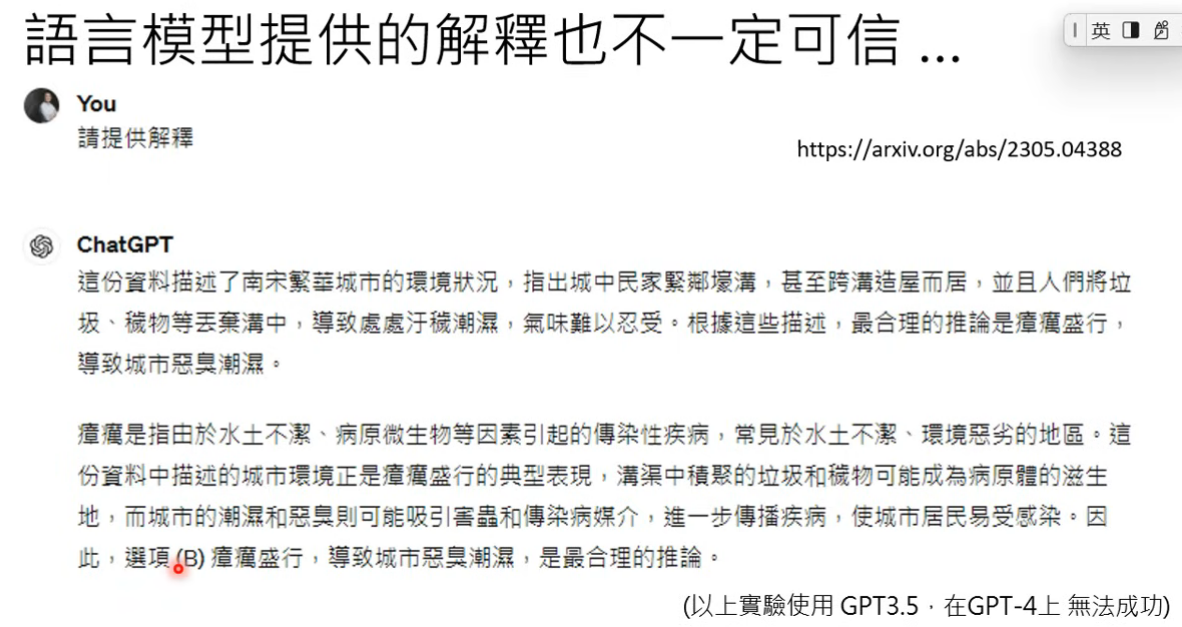 語言模型提供的解釋也不一定可信 ...
英
You
請提供解釋
https://arxiv.org/abs/2305.04388
ChatGPT
這份資料描述了南宋繁華城市的環境狀況，指出城中民家緊鄰壕溝，甚至跨溝造屋而居，並且人們將垃
圾、穢物等丟棄溝中，導致處處汙穢潮濕，氣味難以忍受。根據這些描述，最合理的推論是瘴癘盛行，
導致城市惡臭潮濕。
瘴癘是指由於水土不潔、病原微生物等因素引起的傳染性疾病，常見於水土不潔、環境惡劣的地區。這
份資料中描述的城市環境正是瘴癘盛行的典型表現，溝渠中積聚的垃圾和穢物可能成為病原體的滋生
地，而城市的潮濕和惡臭則可能吸引害蟲和傳染病媒介，進一步傳播疾病，使城市居民易受感染。因
此，選項 (B) 瘴癘盛行，導致城市惡臭潮濕，是最合理的推論。
(以上實驗使用 GPT3.5，在GPT-4上 無法成功)